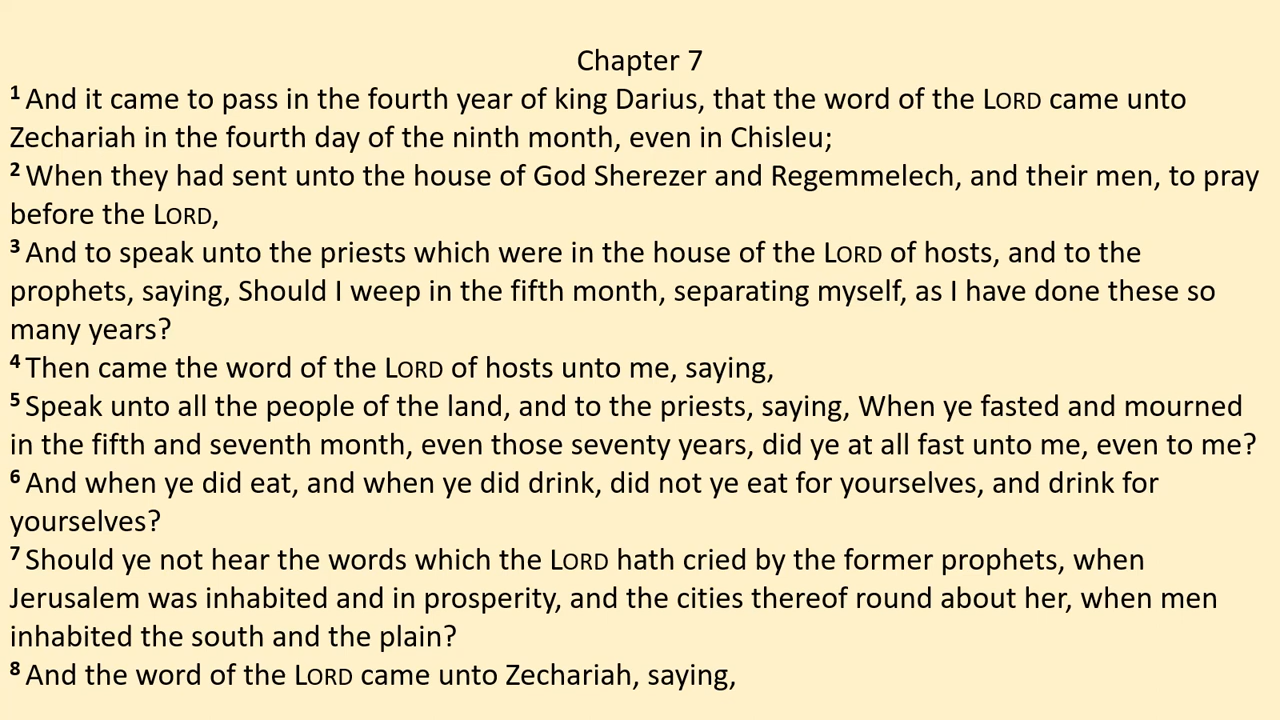 Chapter 7
1 And it came to pass in the fourth year of king Darius, that the word of the LORD came unto
Zechariah in the fourth day of the ninth month, even in Chisleu;
2 When they had sent unto the house of God Sherezer and Regemmelech, and their men, to pray
before the LORD,
3 And to speak unto the priests which were in the house of the LORD of hosts, and to the
prophets, saying, Should I weep in the fifth month, separating myself, as I have done these so
many years?
4 Then came the word of the LORD of hosts unto me, saying,
5 Speak unto all the people of the land, and to the priests, saying, When ye fasted and mourned
in the fifth and seventh month, even those seventy years, did ye at all fast unto me, even to me?
6 And when ye did eat, and when ye did drink, did not ye eat for yourselves, and drink for
yourselves?
7 Should ye not hear the words which the LORD hath cried by the former prophets, when
Jerusalem was inhabited and in prosperity, and the cities thereof round about her, when men
inhabited the south and the plain?
8 And the word of the LORD came unto Zechariah, saying,